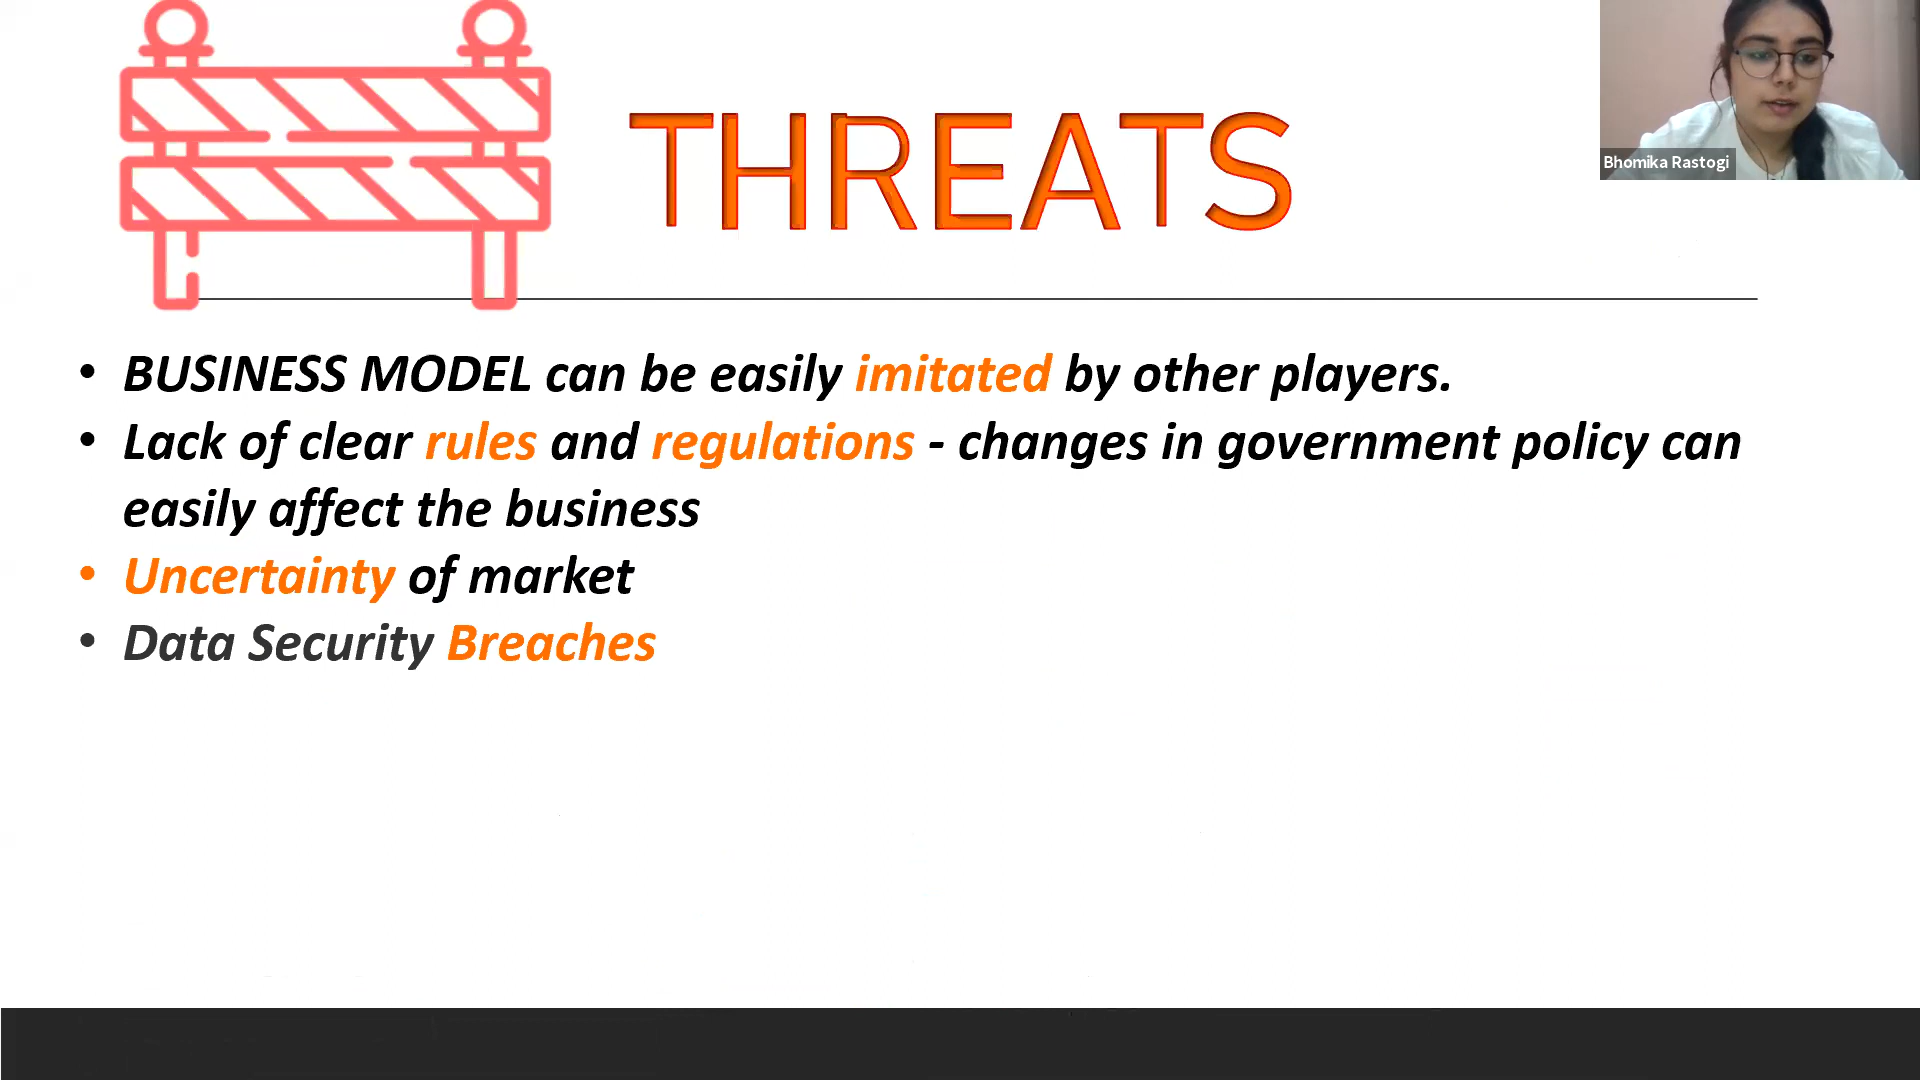 THREATS
Bhomika Rastogi
• BUSINESS MODEL can be easily imitated by other players.
• Lack of clear rules and regulations - changes in government policy can
easily affect the business
• Uncertainty of market
• Data Security Breaches